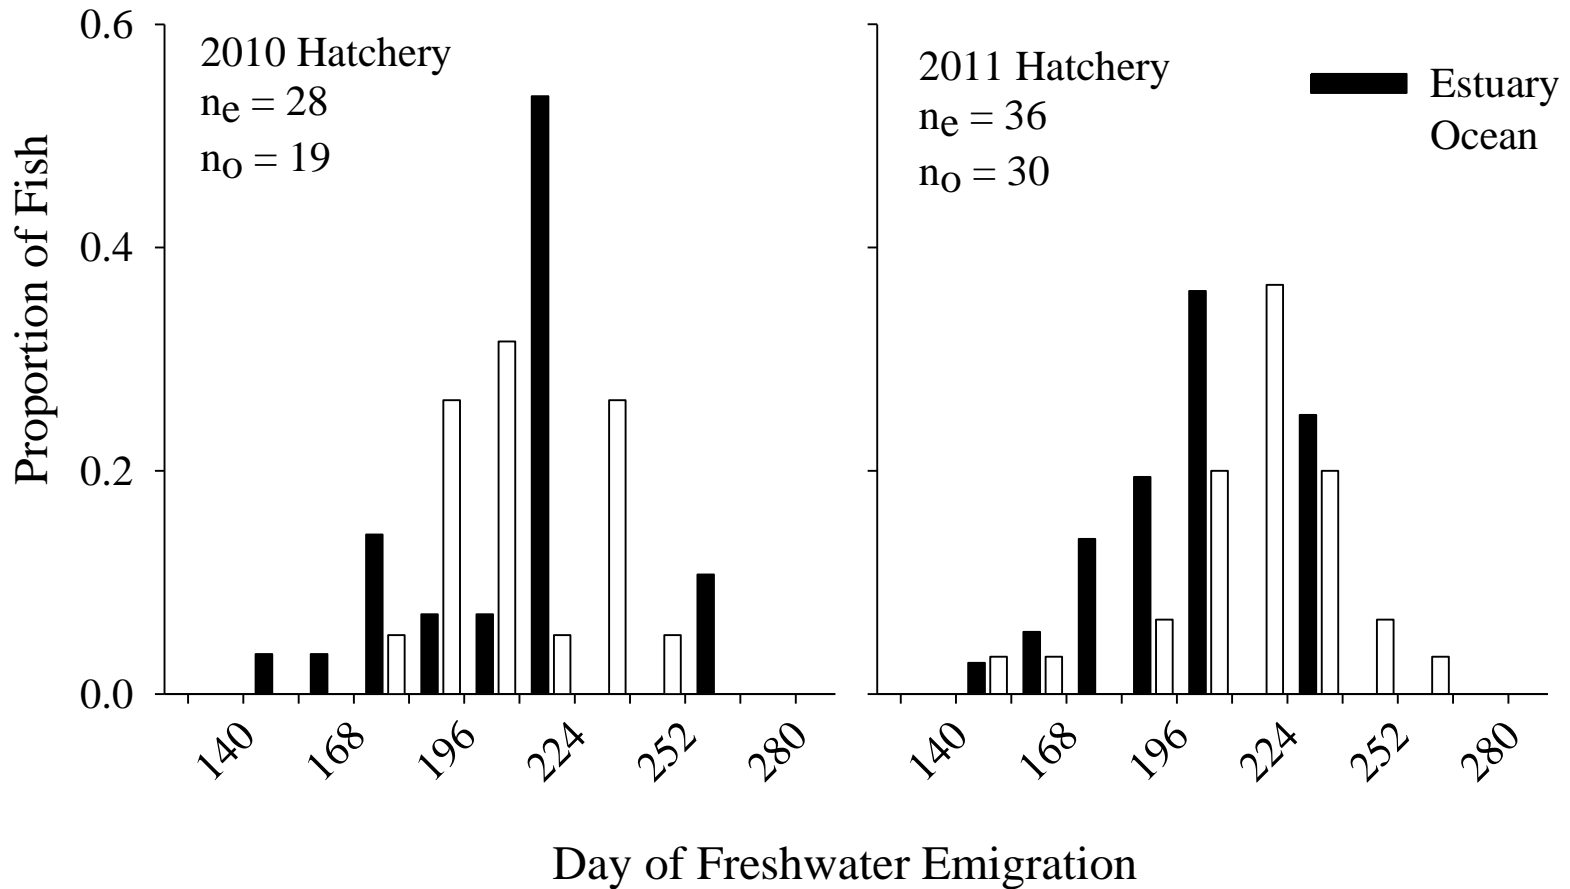 0.6
0.4
0.2
0.0
Proportion of Fish
2010 Hatchery
ne = 28
no = 19
2011 Hatchery
ne = 36
no = 30
Estuary
Ocean
140 168 196 224 252 280
140 168 196 224 252 280
Day of Freshwater Emigration